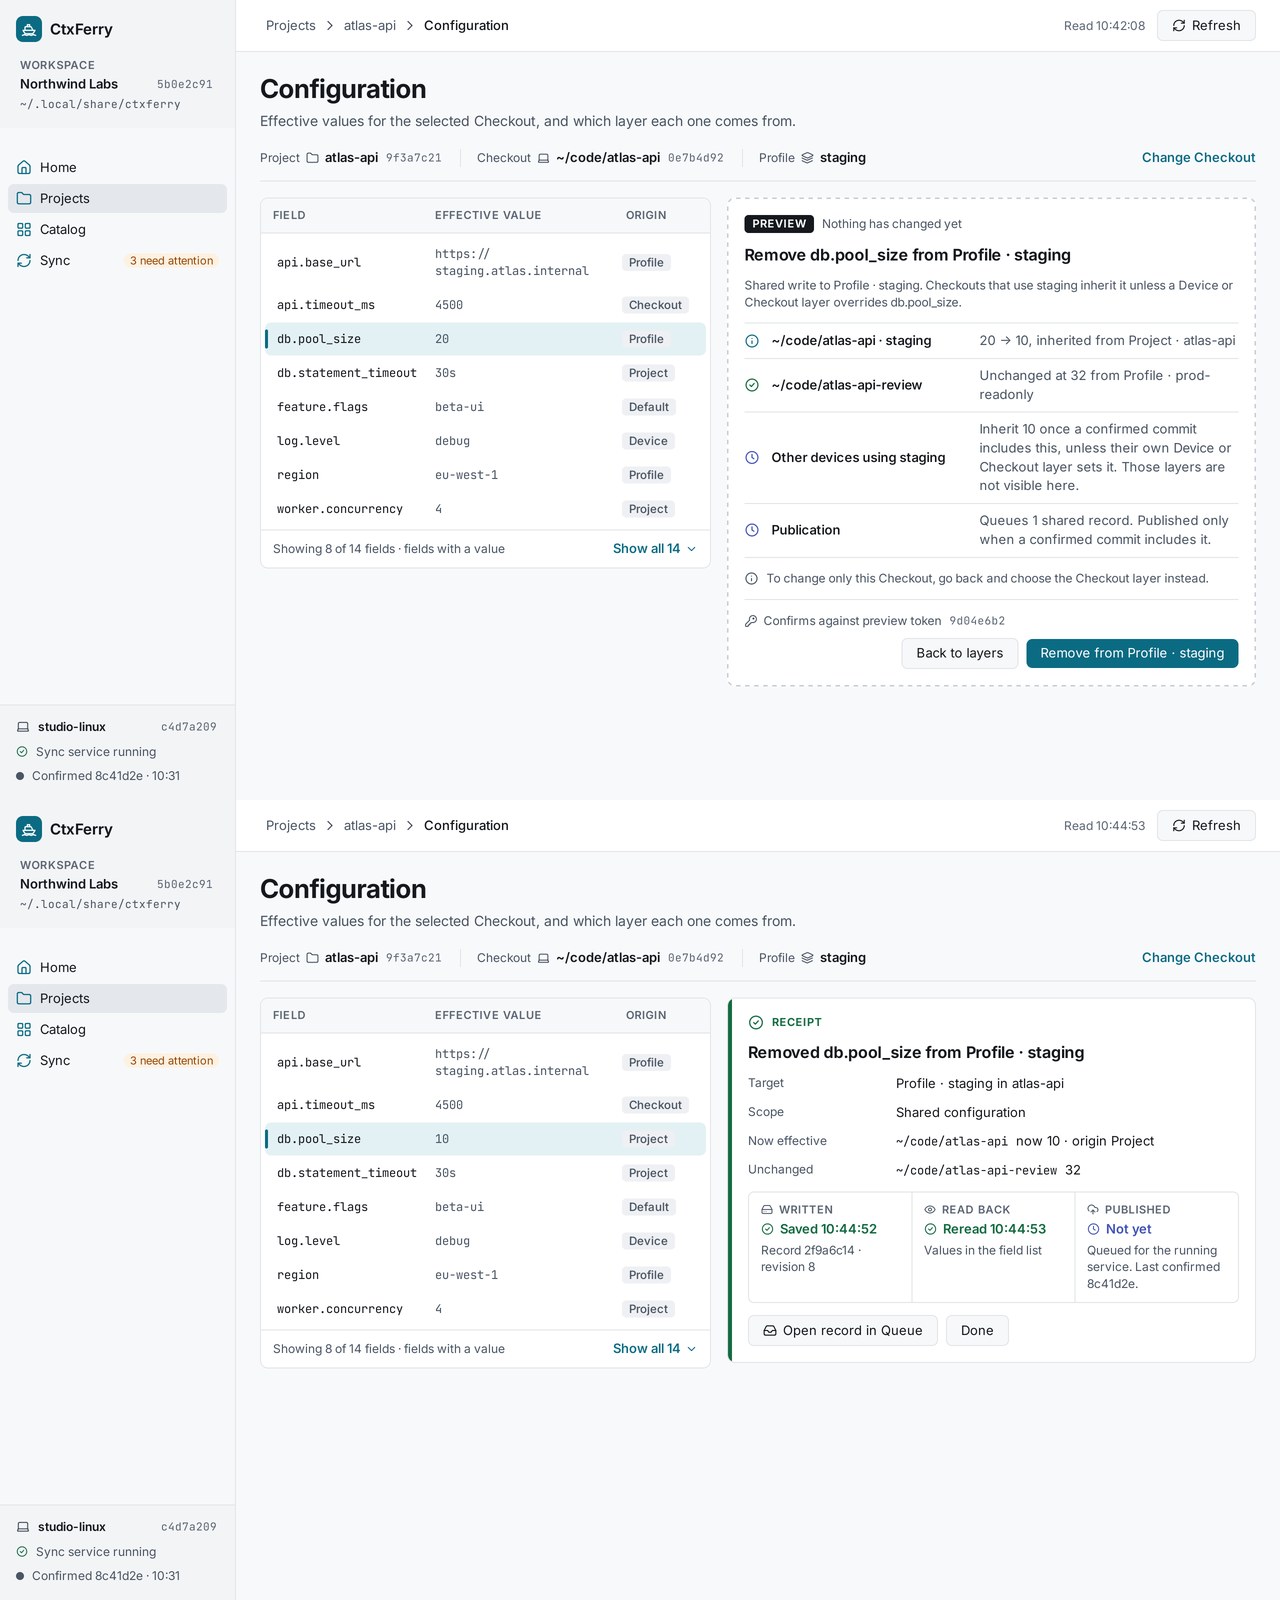 CtxFerry
WORKSPACE
Northwind Labs 5b0e2c91
~/.local/share/ctxferry
Home
Projects
Catalog
Sync 3 need attention
studio-linux c4d7a209
Sync service running
Confirmed 8c41d2e · 10:31
Projects > atlas-api > Configuration
Read 10:42:08 Refresh
Configuration
Effective values for the selected Checkout, and which layer each one comes from.
Project atlas-api 9f3a7c21 Checkout ~/code/atlas-api 0e7b4d92 Profile staging Change Checkout
FIELD EFFECTIVE VALUE ORIGIN
api.base_url https://
staging.atlas.internal Profile
api.timeout_ms 4500 Checkout
db.pool_size 20 Profile
db.statement_timeout 30s Project
feature.flags beta-ui Default
log.level debug Device
region eu-west-1 Profile
worker.concurrency 4 Project
Showing 8 of 14 fields · fields with a value Show all 14
PREVIEW Nothing has changed yet
Remove db.pool_size from Profile · staging
Shared write to Profile · staging. Checkouts that use staging inherit it unless a Device or
Checkout layer overrides db.pool_size.
~/code/atlas-api · staging 20 → 10, inherited from Project · atlas-api
~/code/atlas-api-review Unchanged at 32 from Profile · prod-
readonly
Other devices using staging Inherit 10 once a confirmed commit
includes this, unless their own Device or
Checkout layer sets it. Those layers are
not visible here.
Publication Queues 1 shared record. Published only
when a confirmed commit includes it.
To change only this Checkout, go back and choose the Checkout layer instead.
Confirms against preview token 9d04e6b2
Back to layers Remove from Profile · staging
CtxFerry
WORKSPACE
Northwind Labs 5b0e2c91
~/.local/share/ctxferry
Home
Projects
Catalog
Sync 3 need attention
studio-linux c4d7a209
Sync service running
Confirmed 8c41d2e · 10:31
Projects > atlas-api > Configuration
Read 10:44:53 Refresh
Configuration
Effective values for the selected Checkout, and which layer each one comes from.
Project atlas-api 9f3a7c21 Checkout ~/code/atlas-api 0e7b4d92 Profile staging Change Checkout
FIELD EFFECTIVE VALUE ORIGIN
api.base_url https://
staging.atlas.internal Profile
api.timeout_ms 4500 Checkout
db.pool_size 10 Project
db.statement_timeout 30s Project
feature.flags beta-ui Default
log.level debug Device
region eu-west-1 Profile
worker.concurrency 4 Project
Showing 8 of 14 fields · fields with a value Show all 14
RECEIPT
Removed db.pool_size from Profile · staging
Target Profile · staging in atlas-api
Scope Shared configuration
Now effective ~/code/atlas-api now 10 · origin Project
Unchanged ~/code/atlas-api-review 32
WRITTEN
Saved 10:44:52
Record 2f9a6c14 ·
revision 8
READ BACK
Reread 10:44:53
Values in the field list
PUBLISHED
Not yet
Queued for the running
service. Last confirmed
8c41d2e.
Open record in Queue Done